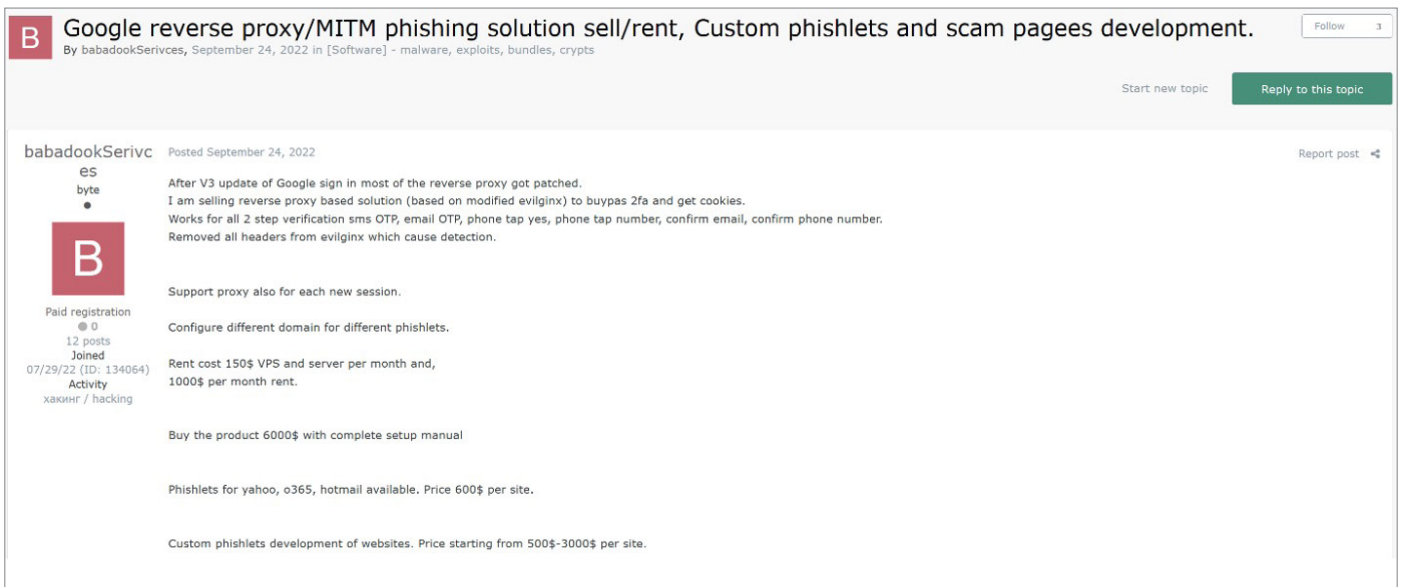 B
Google reverse proxy/MITM phishing solution sell/rent, Custom phishlets and scam pagees development.
By babadookSerivces, September 24, 2022 in [Software] - malware, exploits, bundles, crypts
Follow 3
Start new topic
Reply to this topic
babadookSerivc
es
byte
B
Paid registration
0
12 posts
Joined
07/29/22 (ID: 134064)
Activity
хакинг / hacking
Posted September 24, 2022
Report post
After V3 update of Google sign in most of the reverse proxy got patched.
I am selling reverse proxy based solution (based on modified evilginx) to buypas 2fa and get cookies.
Works for all 2 step verification sms OTP, email OTP, phone tap yes, phone tap number, confirm email, confirm phone number.
Removed all headers from evilginx which cause detection.
Support proxy also for each new session.
Configure different domain for different phishlets.
Rent cost 150$ VPS and server per month and,
1000$ per month rent.
Buy the product 6000$ with complete setup manual
Phishlets for yahoo, o365, hotmail available. Price 600$ per site.
Custom phishlets development of websites. Price starting from 500$-3000$ per site.